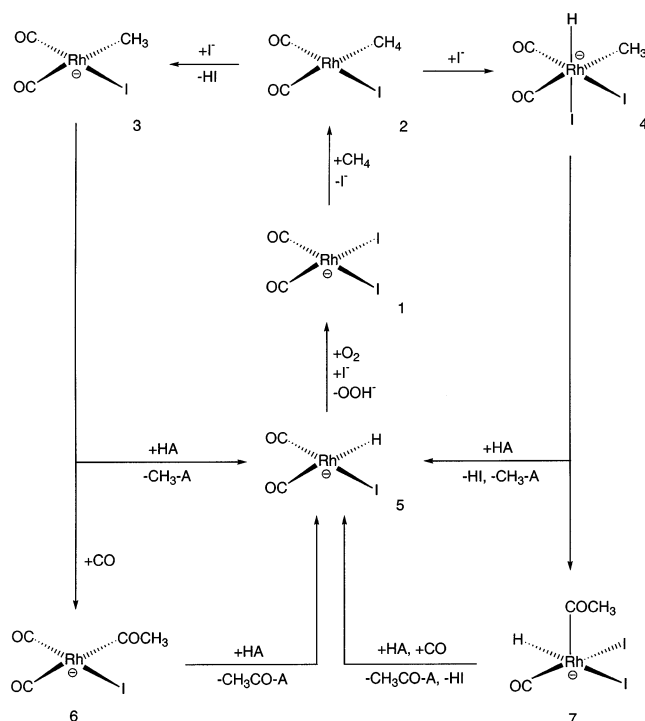 OC CH₃ OC CH₄ H
OC Rh I +I⁻ -HI OC Rh I +I⁻ OC CH₃
⊖ OC Rh ⊖ I
I
3 2 4
+CH₄
-I⁻
OC I
OC Rh I
⊖
1
+O₂
+I⁻
-OOH⁻
+HA OC H +HA
-CH₃-A OC Rh I -HI, -CH₃-A
⊖
5
+CO
COCH₃
OC COCH₃ +HA +HA, +CO H I
OC Rh I -CH₃CO-A -CH₃CO-A, -HI OC Rh I
⊖ ⊖
6 7